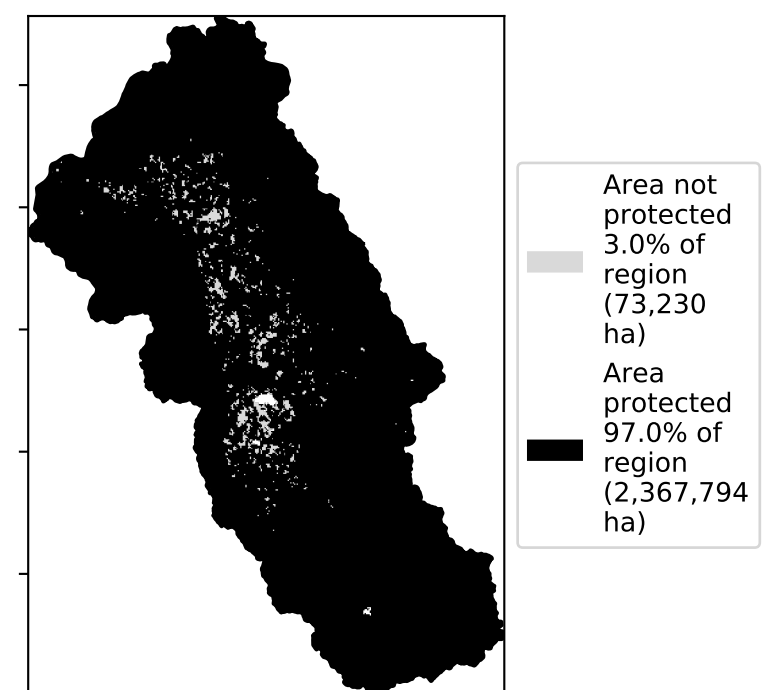 Area not
protected
3.0% of
region
(73,230
ha)
Area
protected
97.0% of
region
(2,367,794
ha)